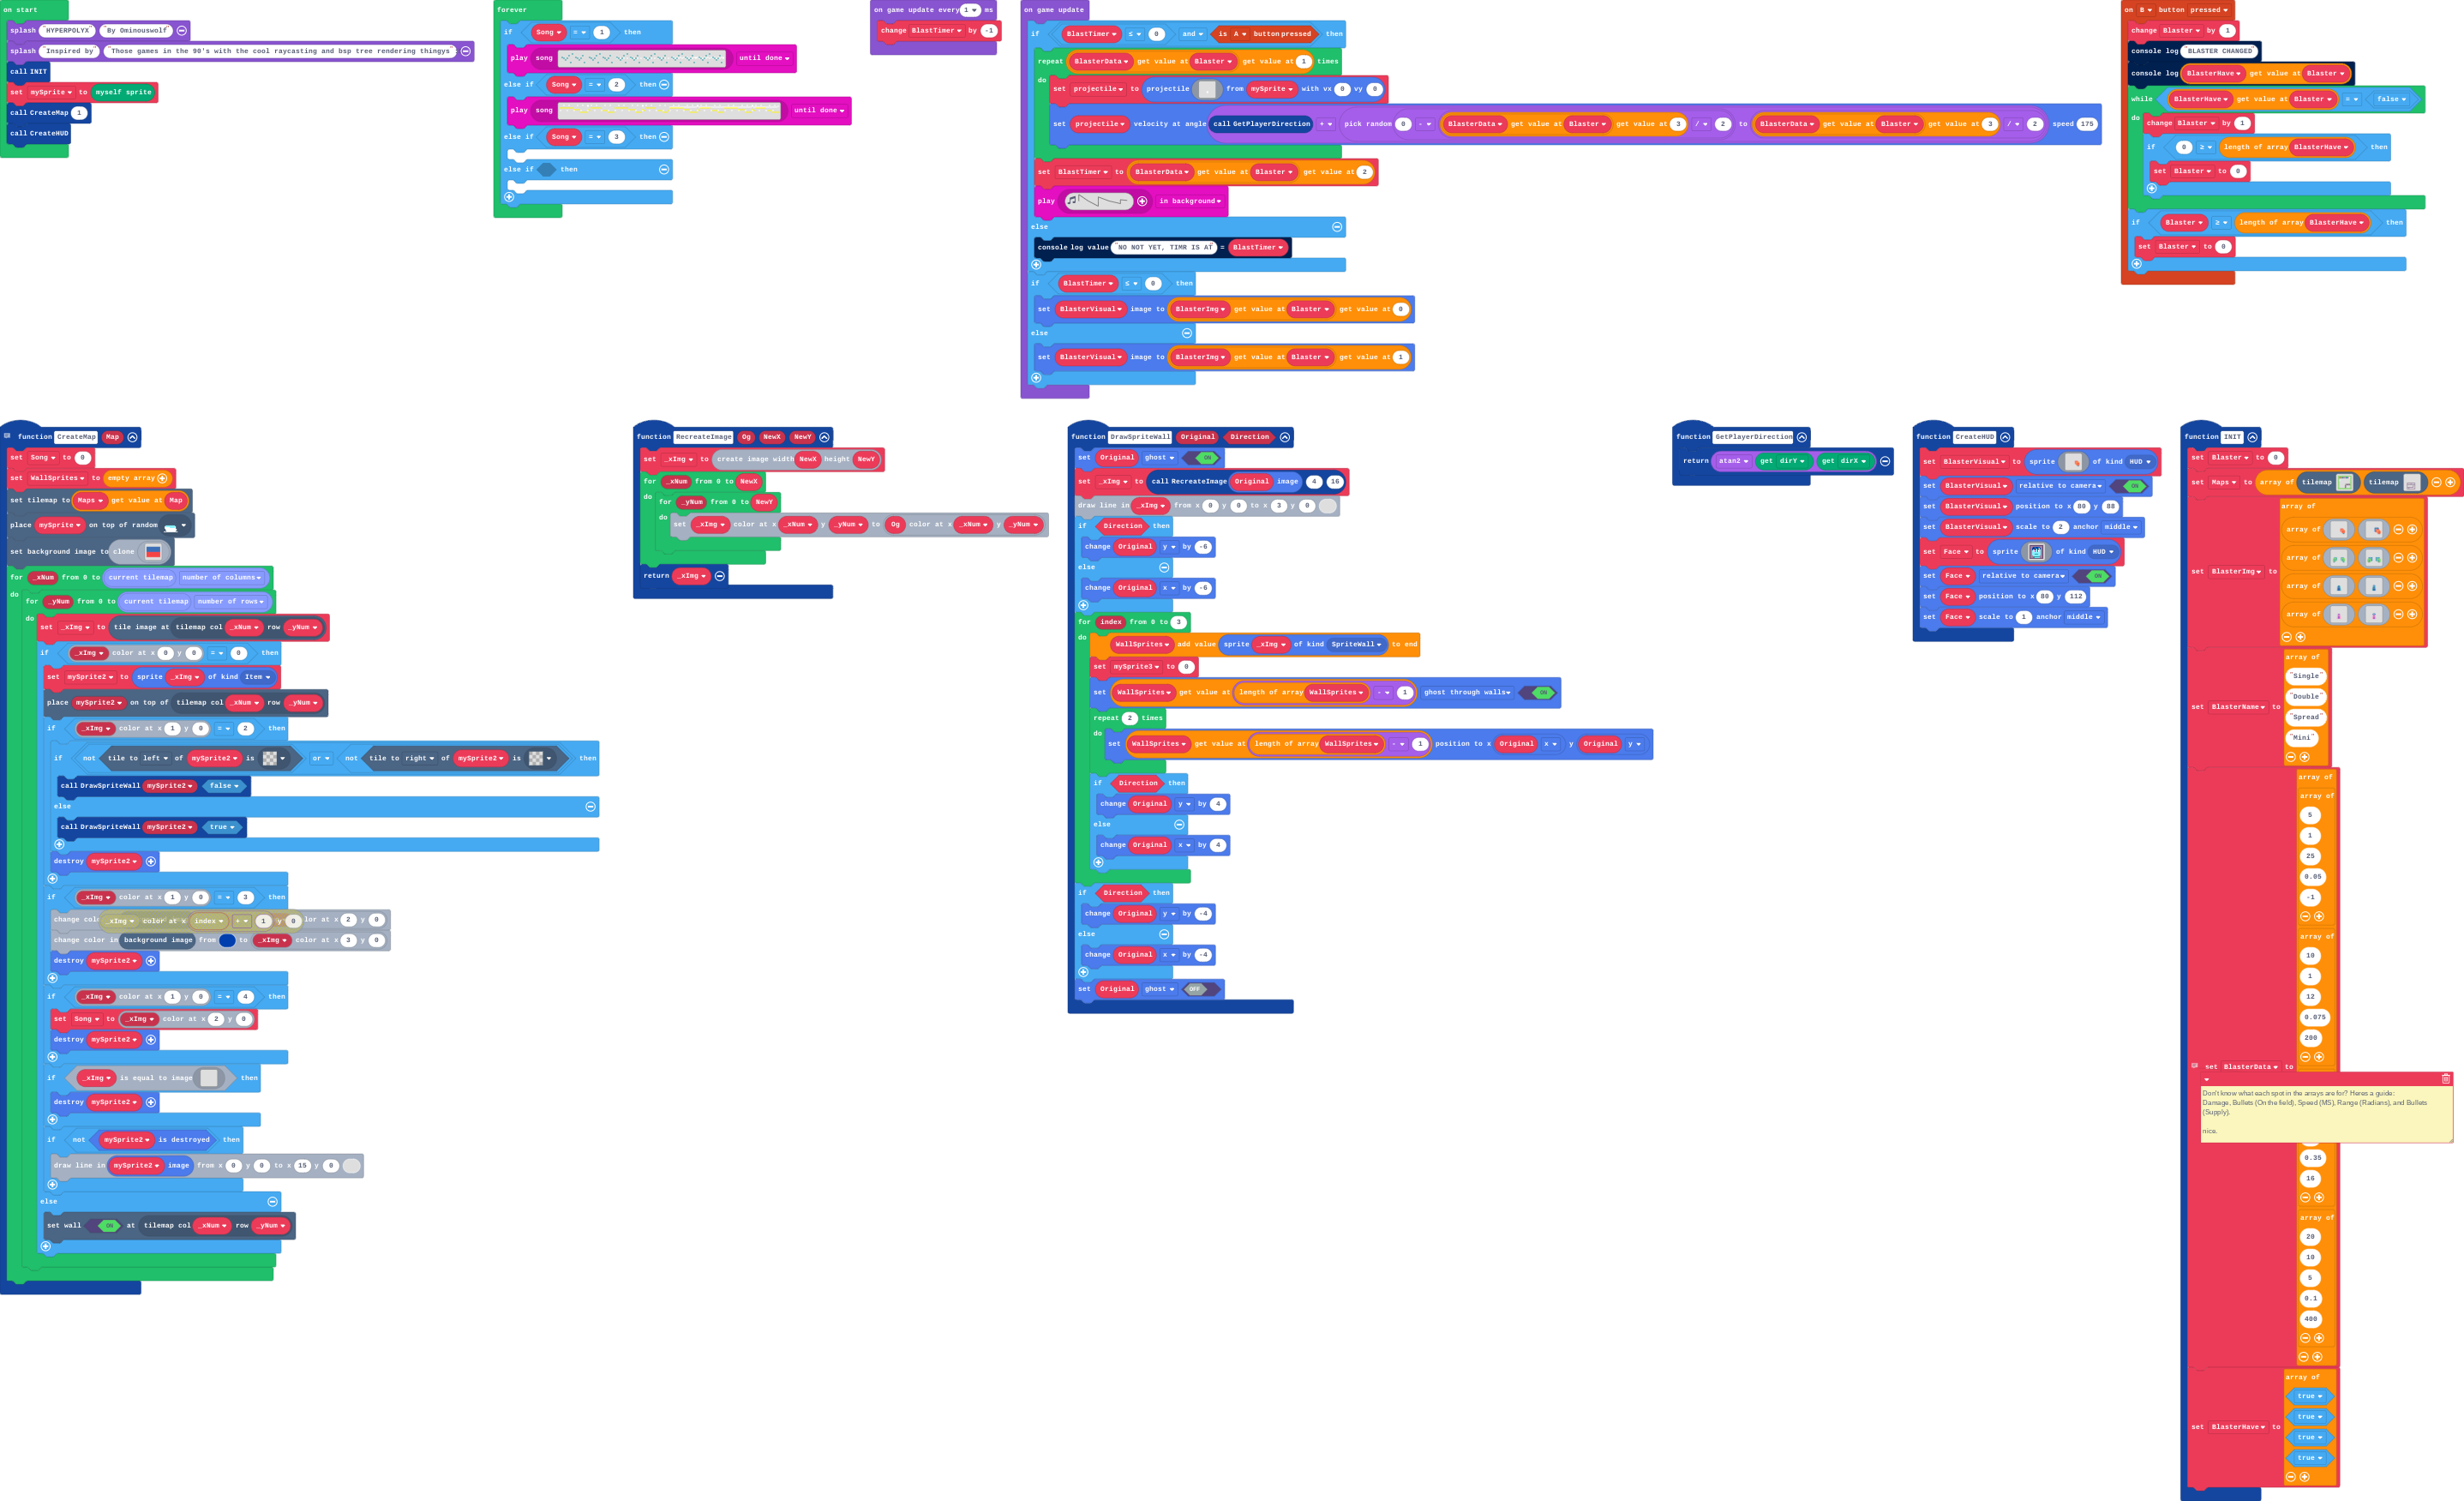 on start
splash "HYPERPOLYX" "By Ominouswolf"
splash "Inspired by" "Those games in the 90's with the cool raycasting and bsp tree rendering thingys"
call INIT
set mySprite to myself sprite
call CreateMap 1
call CreateHUD
forever
if Song = 1 then
play song until done
else if Song = 2 then
play song until done
else if Song = 3 then
else if then
on game update every 1 ms
change BlastTimer by -1
on game update
if BlastTimer ≤ 0 and is A button pressed then
repeat BlasterData get value at Blaster get value at 1 times
do
set projectile to projectile from mySprite with vx 0 vy 0
set projectile velocity at angle call GetPlayerDirection + pick random 0 - BlasterData get value at Blaster get value at 3 / 2 to BlasterData get value at Blaster get value at 3 / 2 speed 175
set BlastTimer to BlasterData get value at Blaster get value at 2
play in background
else
console log value "NO NOT YET, TIMR IS AT" = BlastTimer
if BlastTimer ≤ 0 then
set BlasterVisual image to BlasterImg get value at Blaster get value at 0
else
set BlasterVisual image to BlasterImg get value at Blaster get value at 1
on B button pressed
change Blaster by 1
console log "BLASTER CHANGED"
console log BlasterHave get value at Blaster
while BlasterHave get value at Blaster = false
do
change Blaster by 1
if 0 ≥ length of array BlasterHave then
set Blaster to 0
if Blaster ≥ length of array BlasterHave then
set Blaster to 0
function CreateMap Map
set Song to 0
set WallSprites to empty array
set tilemap to Maps get value at Map
place mySprite on top of random
set background image to clone
for _xNum from 0 to current tilemap number of columns
do
for _yNum from 0 to current tilemap number of rows
do
set _xImg to tile image at tilemap col _xNum row _yNum
if _xImg color at x 0 y 0 = 0 then
set mySprite2 to sprite _xImg of kind Item
place mySprite2 on top of tilemap col _xNum row _yNum
if _xImg color at x 1 y 0 = 2 then
if not tile to left of mySprite2 is or not tile to right of mySprite2 is then
call DrawSpriteWall mySprite2 false
else
call DrawSpriteWall mySprite2 true
destroy mySprite2
if _xImg color at x 1 y 0 = 3 then
change col _xImg color at x index + 1 y 0 lor at x 2 y 0
change color in background image from to _xImg color at x 3 y 0
destroy mySprite2
if _xImg color at x 1 y 0 = 4 then
set Song to _xImg color at x 2 y 0
destroy mySprite2
if _xImg is equal to image then
destroy mySprite2
if not mySprite2 is destroyed then
draw line in mySprite2 image from x 0 y 0 to x 15 y 0
else
set wall ON at tilemap col _xNum row _yNum
function RecreateImage Og NewX NewY
set _xImg to create image width NewX height NewY
for _xNum from 0 to NewX
do
for _yNum from 0 to NewY
do
set _xImg color at x _xNum y _yNum to Og color at x _xNum y _yNum
return _xImg
function DrawSpriteWall Original Direction
set Original ghost ON
set _xImg to call RecreateImage Original image 4 16
draw line in _xImg from x 0 y 0 to x 3 y 0
if Direction then
change Original y by -6
else
change Original x by -6
for index from 0 to 3
do
WallSprites add value sprite _xImg of kind SpriteWall to end
set mySprite3 to 0
set WallSprites get value at length of array WallSprites - 1 ghost through walls ON
repeat 2 times
do
set WallSprites get value at length of array WallSprites - 1 position to x Original x y Original y
if Direction then
change Original y by 4
else
change Original x by 4
if Direction then
change Original y by -4
else
change Original x by -4
set Original ghost OFF
function GetPlayerDirection
return atan2 get dirY get dirX
function CreateHUD
set BlasterVisual to sprite of kind HUD
set BlasterVisual relative to camera ON
set BlasterVisual position to x 80 y 88
set BlasterVisual scale to 2 anchor middle
set Face to sprite of kind HUD
set Face relative to camera ON
set Face position to x 80 y 112
set Face scale to 1 anchor middle
function INIT
set Blaster to 0
set Maps to array of tilemap tilemap
set BlasterImg to
array of
array of
array of
array of
array of
set BlasterName to
array of
"Single"
"Double"
"Spread"
"Mini"
set BlasterData to
array of
array of
5
1
25
0.05
-1
array of
10
1
12
0.075
200
Don't know what each spot in the arrays are for? Heres a guide:
Damage, Bullets (On the field), Speed (MS), Range (Radians), and Bullets
(Supply).
nice.
0.35
16
array of
20
10
5
0.1
400
set BlasterHave to
array of
true
true
true
true